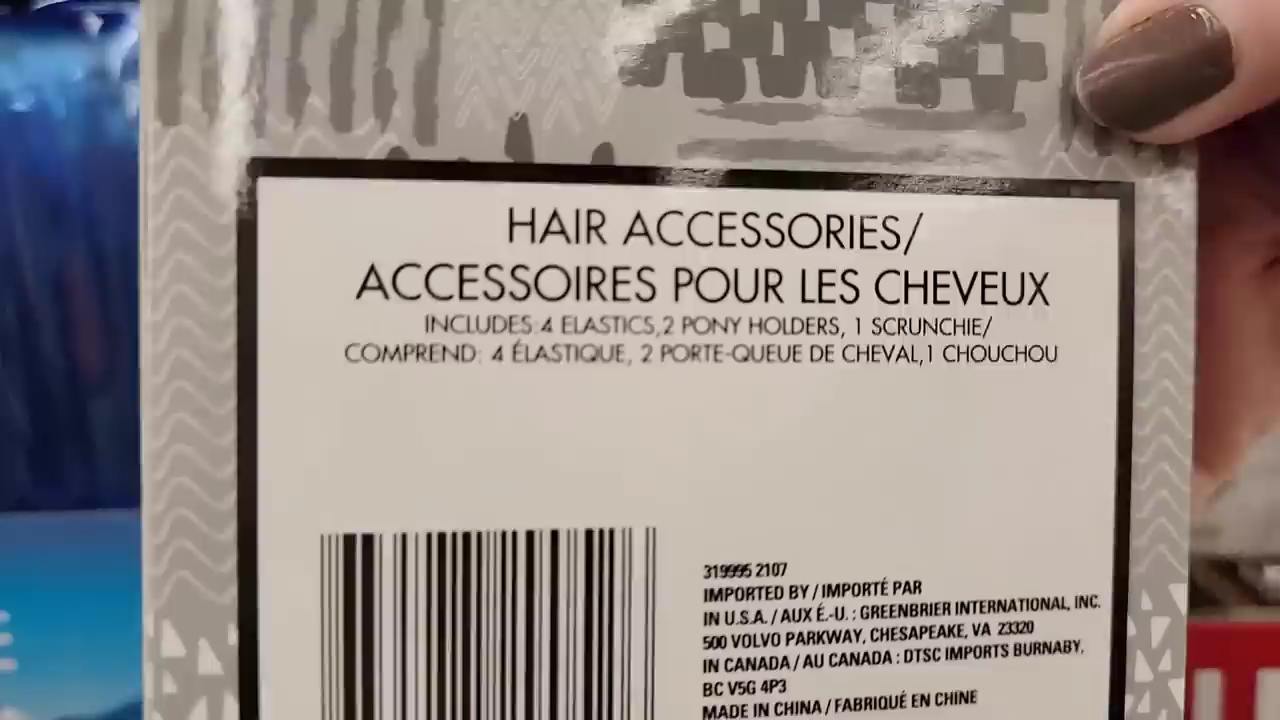 HAIR ACCESSORIES/
ACCESSOIRES POUR LES CHEVEUX
INCLUDES:4 ELASTICS,2 PONY HOLDERS, 1 SCRUNCHIE/
COMPREND: 4 ÉLASTIQUE, 2 PORTE-QUEUE DE CHEVAL,1 CHOUCHOU
319995 2107
IMPORTED BY / IMPORTÉ PAR
IN U.S.A. / AUX É.-U. : GREENBRIER INTERNATIONAL, INC.
500 VOLVO PARKWAY, CHESAPEAKE, VA 23320
IN CANADA / AU CANADA : DTSC IMPORTS BURNABY,
BC V5G 4P3
MADE IN CHINA / FABRIQUÉ EN CHINE